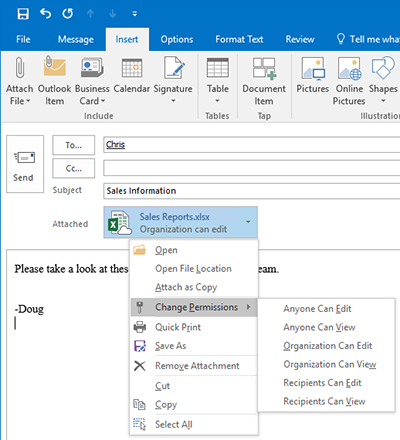 File Message Insert Options Format Text Review Tell me what
Attach File Outlook Item Business Card Calendar Signature Table Document Item Pictures Online Pictures Shapes
Include Tables Illustration
Send
To... Chris
Cc...
Subject Sales Information
Attached Sales Reports.xlsx
Organization can edit
Please take a look at thes eam.
-Doug
Open
Open File Location
Attach as Copy
Change Permissions
Quick Print
Save As
Remove Attachment
Cut
Copy
Select All
Anyone Can Edit
Anyone Can View
Organization Can Edit
Organization Can View
Recipients Can Edit
Recipients Can View